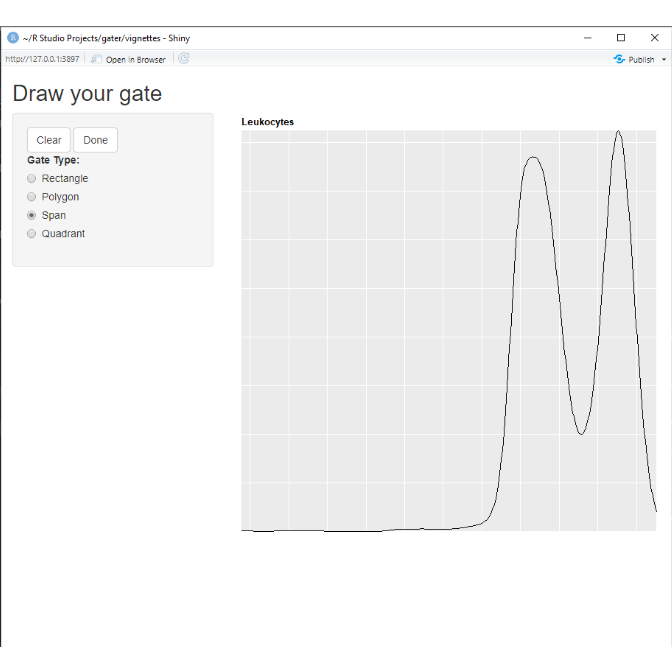 ~/R Studio Projects/gater/vignettes - Shiny
http://127.0.0.1:3897 Open in Browser Publish
Draw your gate
Leukocytes
Clear Done
Gate Type:
Rectangle
Polygon
Span
Quadrant